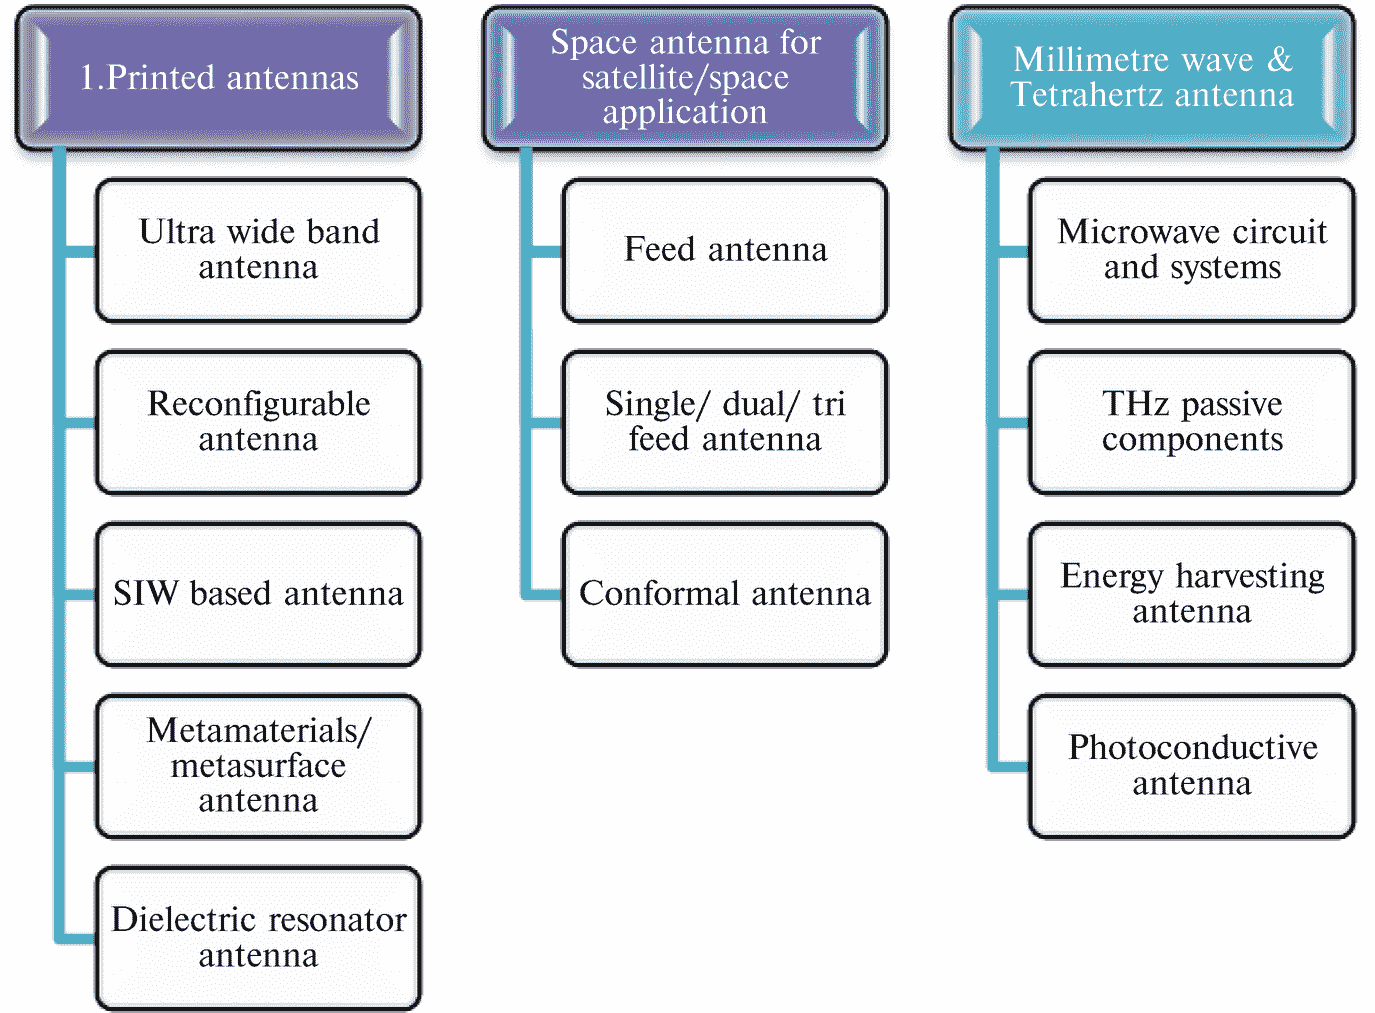 1.Printed antennas
Ultra wide band
antenna
Reconfigurable
antenna
SIW based antenna
Metamaterials/
metasurface
antenna
Dielectric resonator
antenna
Space antenna for
satellite/space
application
Feed antenna
Single/ dual/ tri
feed antenna
Conformal antenna
Millimetre wave &
Tetrahertz antenna
Microwave circuit
and systems
THz passive
components
Energy harvesting
antenna
Photoconductive
antenna